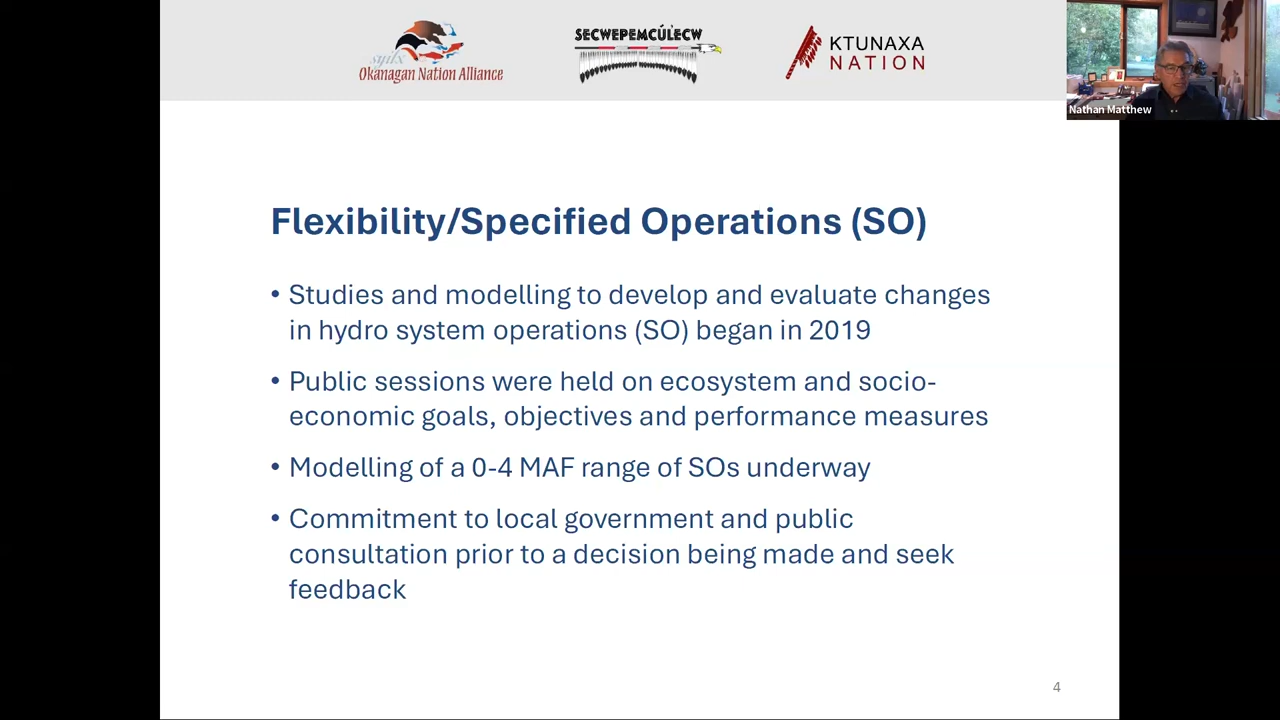 syilx
Okanagan Nation Alliance
SECWEPEMCÚLECW
KTUNAXA
NATION
Nathan Matthew
Flexibility/Specified Operations (SO)
• Studies and modelling to develop and evaluate changes
in hydro system operations (SO) began in 2019
• Public sessions were held on ecosystem and socio-
economic goals, objectives and performance measures
• Modelling of a 0-4 MAF range of SOs underway
• Commitment to local government and public
consultation prior to a decision being made and seek
feedback
4